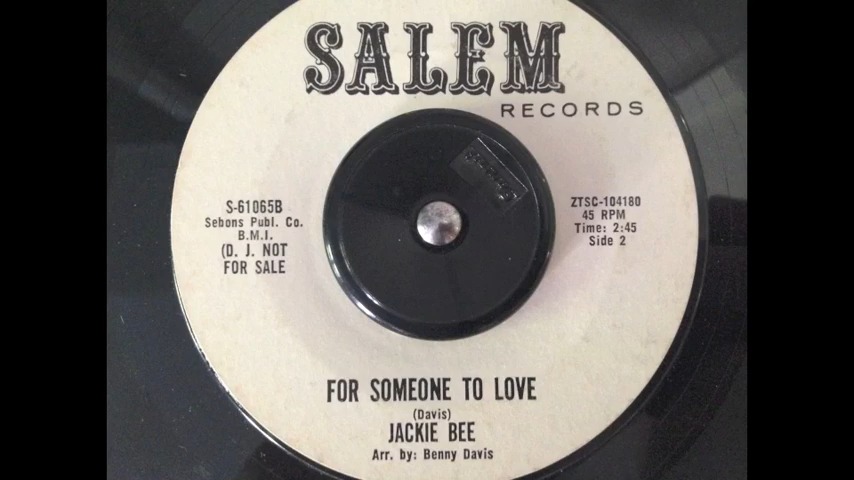 SALEM
RECORDS
S-61065B
Sebons Publ. Co.
B.M.I.
(D. J. NOT
FOR SALE
ZTSC-104180
45 RPM
Time: 2:45
Side 2
FOR SOMEONE TO LOVE
(Davis)
JACKIE BEE
Arr. by: Benny Davis